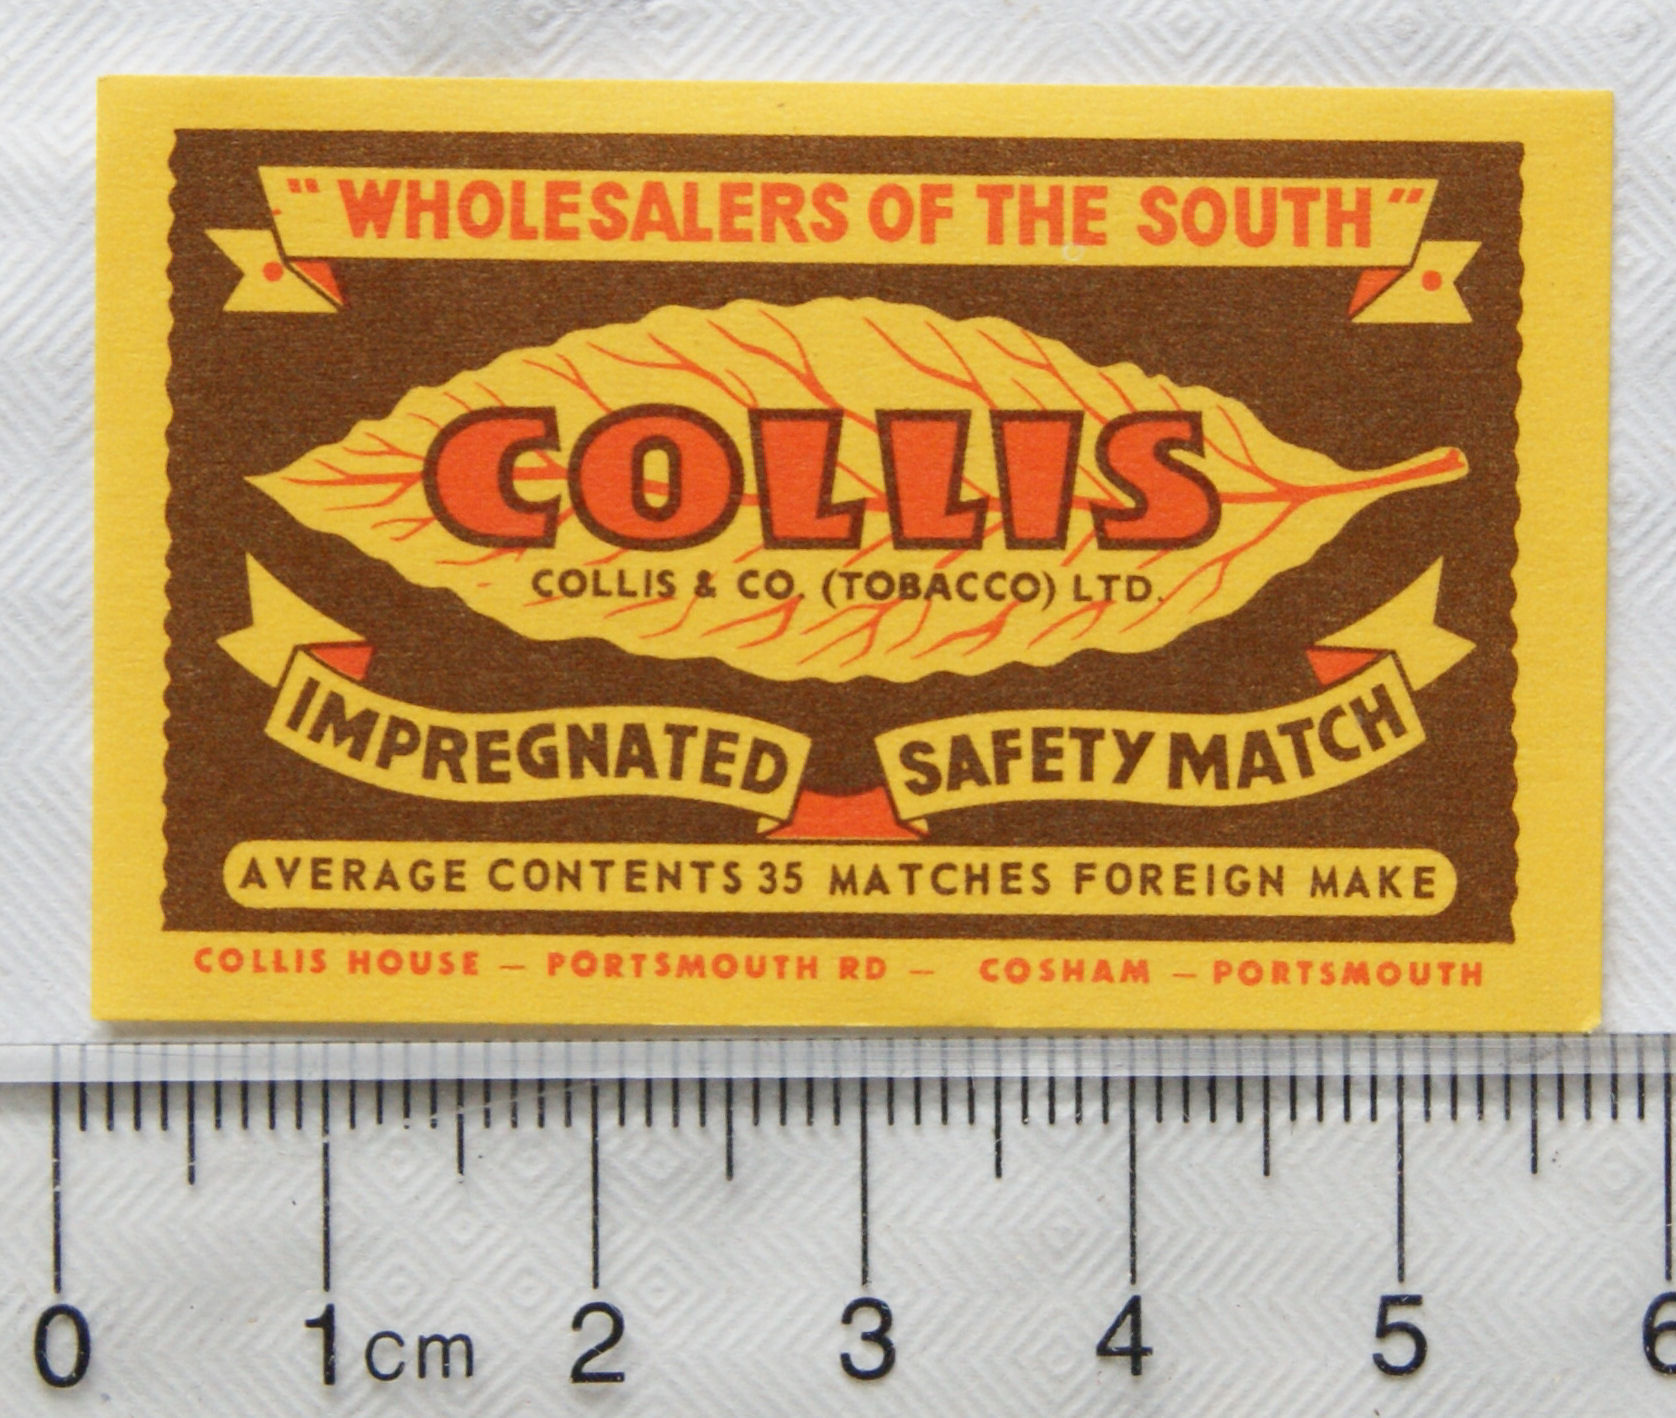 "WHOLESALERS OF THE SOUTH"
COLLIS
COLLIS & CO. (TOBACCO) LTD.
IMPREGNATED SAFETY MATCH
AVERAGE CONTENTS 35 MATCHES FOREIGN MAKE
COLLIS HOUSE – PORTSMOUTH RD – COSHAM – PORTSMOUTH
0 1cm 2 3 4 5 6